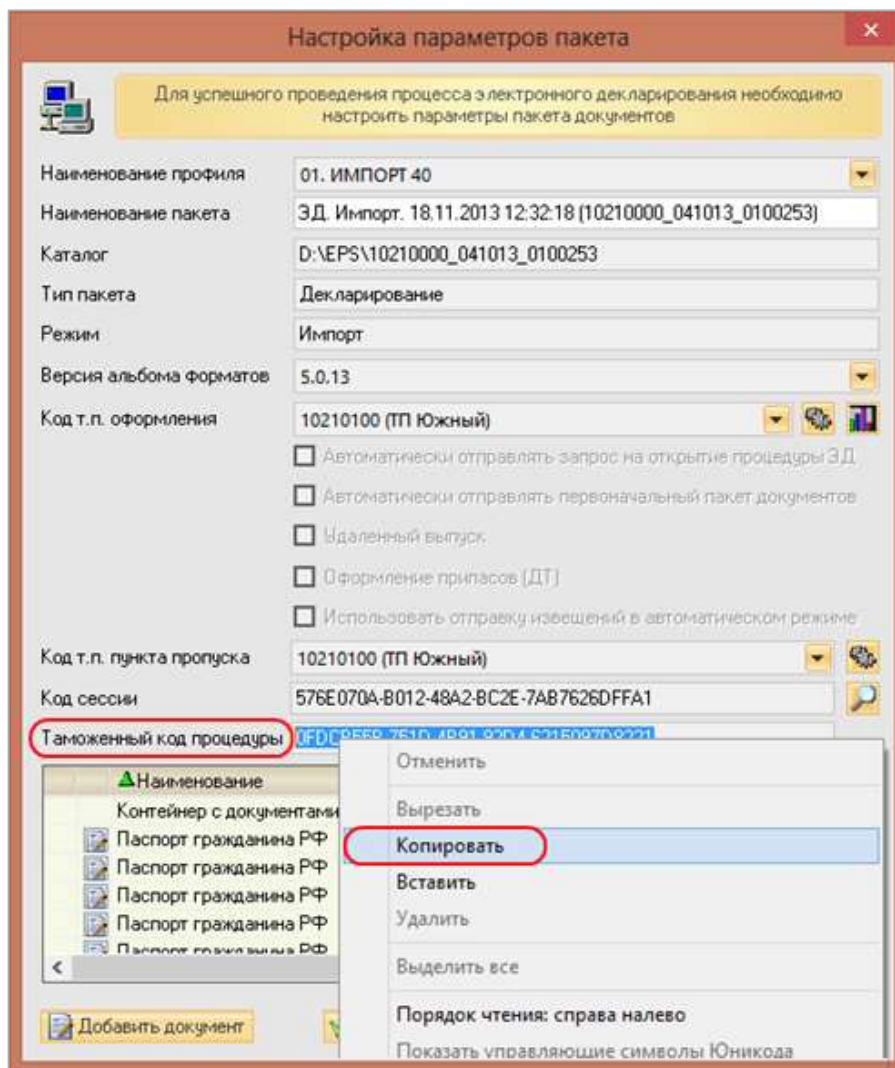 Настройка параметров пакета
Для успешного проведения процесса электронного декларирования необходимо
настроить параметры пакета документов
Наименование профиля 01. ИМПОРТ 40
Наименование пакета ЭД. Импорт. 18.11.2013 12:32:18 (10210000_041013_0100253)
Каталог D:\EPS\10210000_041013_0100253
Тип пакета Декларирование
Режим Импорт
Версия альбома форматов 5.0.13
Код т.п. оформления 10210100 (ТП Южный)
Автоматически отправлять запрос на открытие процедуры ЭД
Автоматически отправлять первоначальный пакет документов
Удаленный выпуск
Оформление припасов (ДТ)
Использовать отправку извещений в автоматическом режиме
Код т.п. пункта пропуска 10210100 (ТП Южный)
Код сессии 576E070A-B012-48A2-BC2E-7AB7626DFFA1
Таможенный код процедуры
Наименование
Контейнер с документами
Паспорт гражданина РФ
Паспорт гражданина РФ
Паспорт гражданина РФ
Паспорт гражданина РФ
Паспорт гражданина РФ
Добавить документ
Отменить
Вырезать
Копировать
Вставить
Удалить
Выделить все
Порядок чтения: справа налево
Показать управляющие символы Юникода